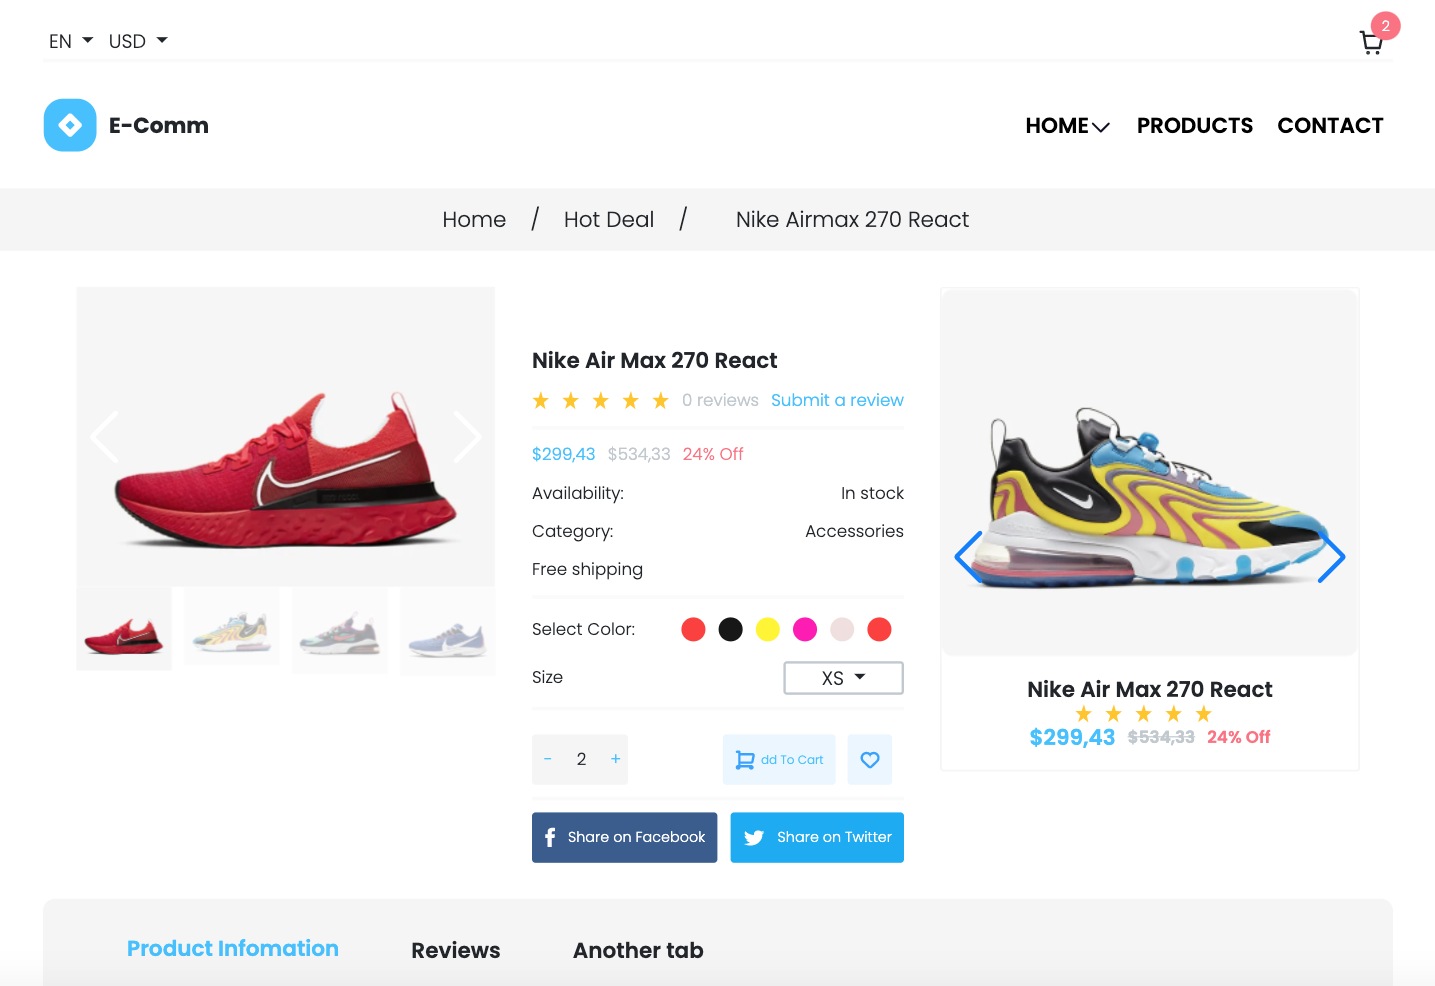 EN USD 2
E-Comm HOME PRODUCTS CONTACT
Home / Hot Deal / Nike Airmax 270 React
Nike Air Max 270 React
0 reviews Submit a review
$299,43 $534,33 24% Off
Availability: In stock
Category: Accessories
Free shipping
Select Color:
Size XS
- 2 + dd To Cart
Share on Facebook Share on Twitter
Nike Air Max 270 React
$299,43 $534,33 24% Off
Product Infomation Reviews Another tab